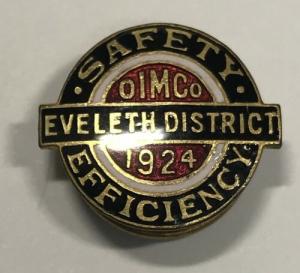 SAFETY
OIMCo
EVELETH DISTRICT
1924
EFFICIENCY